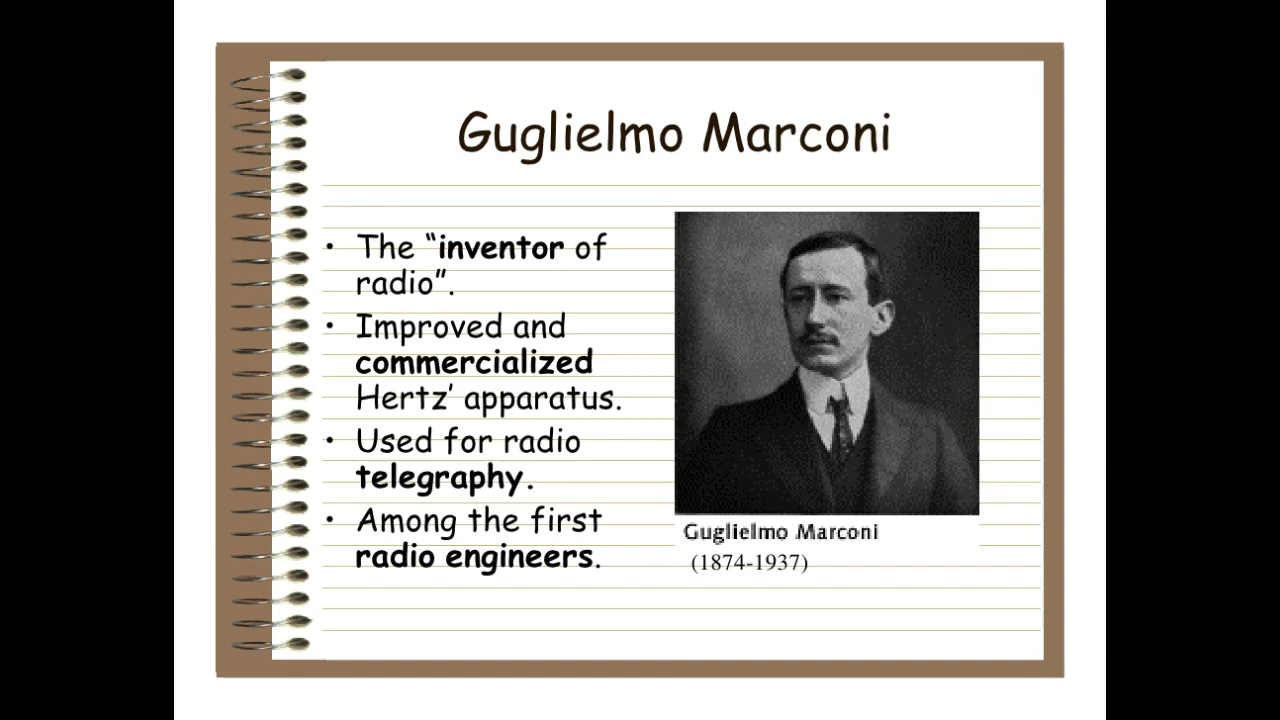 Guglielmo Marconi
• The “inventor of
radio”.
• Improved and
commercialized
Hertz’ apparatus.
• Used for radio
telegraphy.
• Among the first
radio engineers.
Guglielmo Marconi
(1874-1937)